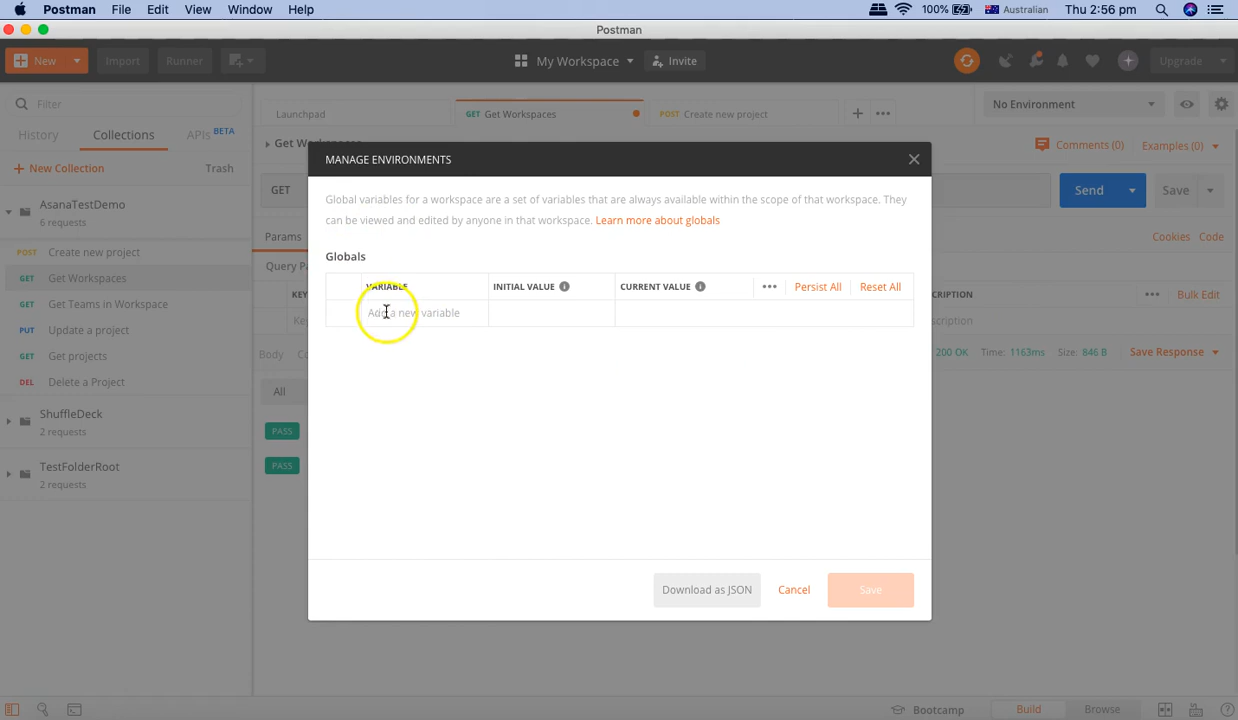 Postman File Edit View Window Help 100% Australian Thu 2:56 pm
Postman
New Import Runner My Workspace Invite Upgrade
Filter
History Collections APIs BETA
New Collection Trash
AsanaTestDemo
6 requests
POST Create new project
GET Get Workspaces
GET Get Teams in Workspace
PUT Update a project
GET Get projects
DEL Delete a Project
ShuffleDeck
2 requests
TestFolderRoot
2 requests
Launchpad GET Get Workspaces POST Create new project No Environment
Comments (0) Examples (0)
GET Send Save
Params Cookies Code
Bulk Edit
Body 200 OK Time: 1163ms Size: 846 B Save Response
All
PASS
PASS
MANAGE ENVIRONMENTS
Global variables for a workspace are a set of variables that are always available within the scope of that workspace. They
can be viewed and edited by anyone in that workspace. Learn more about globals
Globals
VARIABLE INITIAL VALUE CURRENT VALUE Persist All Reset All
Add a new variable
Download as JSON Cancel Save
Bootcamp Build Browse